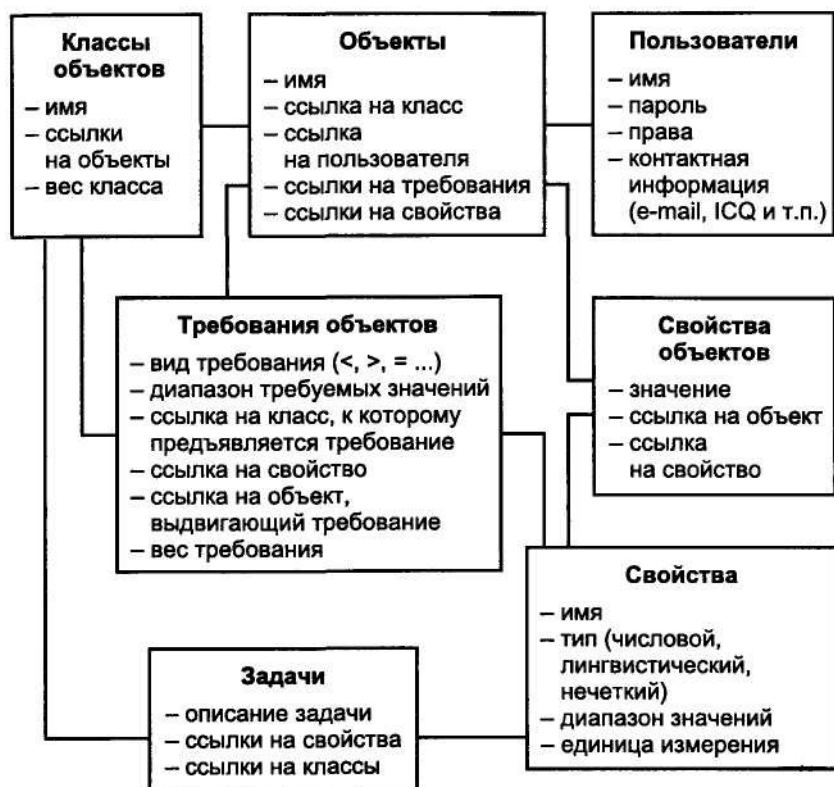 Классы
объектов
– имя
– ссылки
на объекты
– вес класса
Объекты
– имя
– ссылка на класс
– ссылка
на пользователя
– ссылки на требования
– ссылки на свойства
Пользователи
– имя
– пароль
– права
– контактная
информация
(e-mail, ICQ и т.п.)
Требования объектов
– вид требования (<, >, = ...)
– диапазон требуемых значений
– ссылка на класс, к которому
предъявляется требование
– ссылка на свойство
– ссылка на объект,
выдвигающий требование
– вес требования
Свойства
объектов
– значение
– ссылка на объект
– ссылка
на свойство
Свойства
– имя
– тип (числовой,
лингвистический,
нечеткий)
– диапазон значений
– единица измерения
Задачи
– описание задачи
– ссылки на свойства
– ссылки на классы